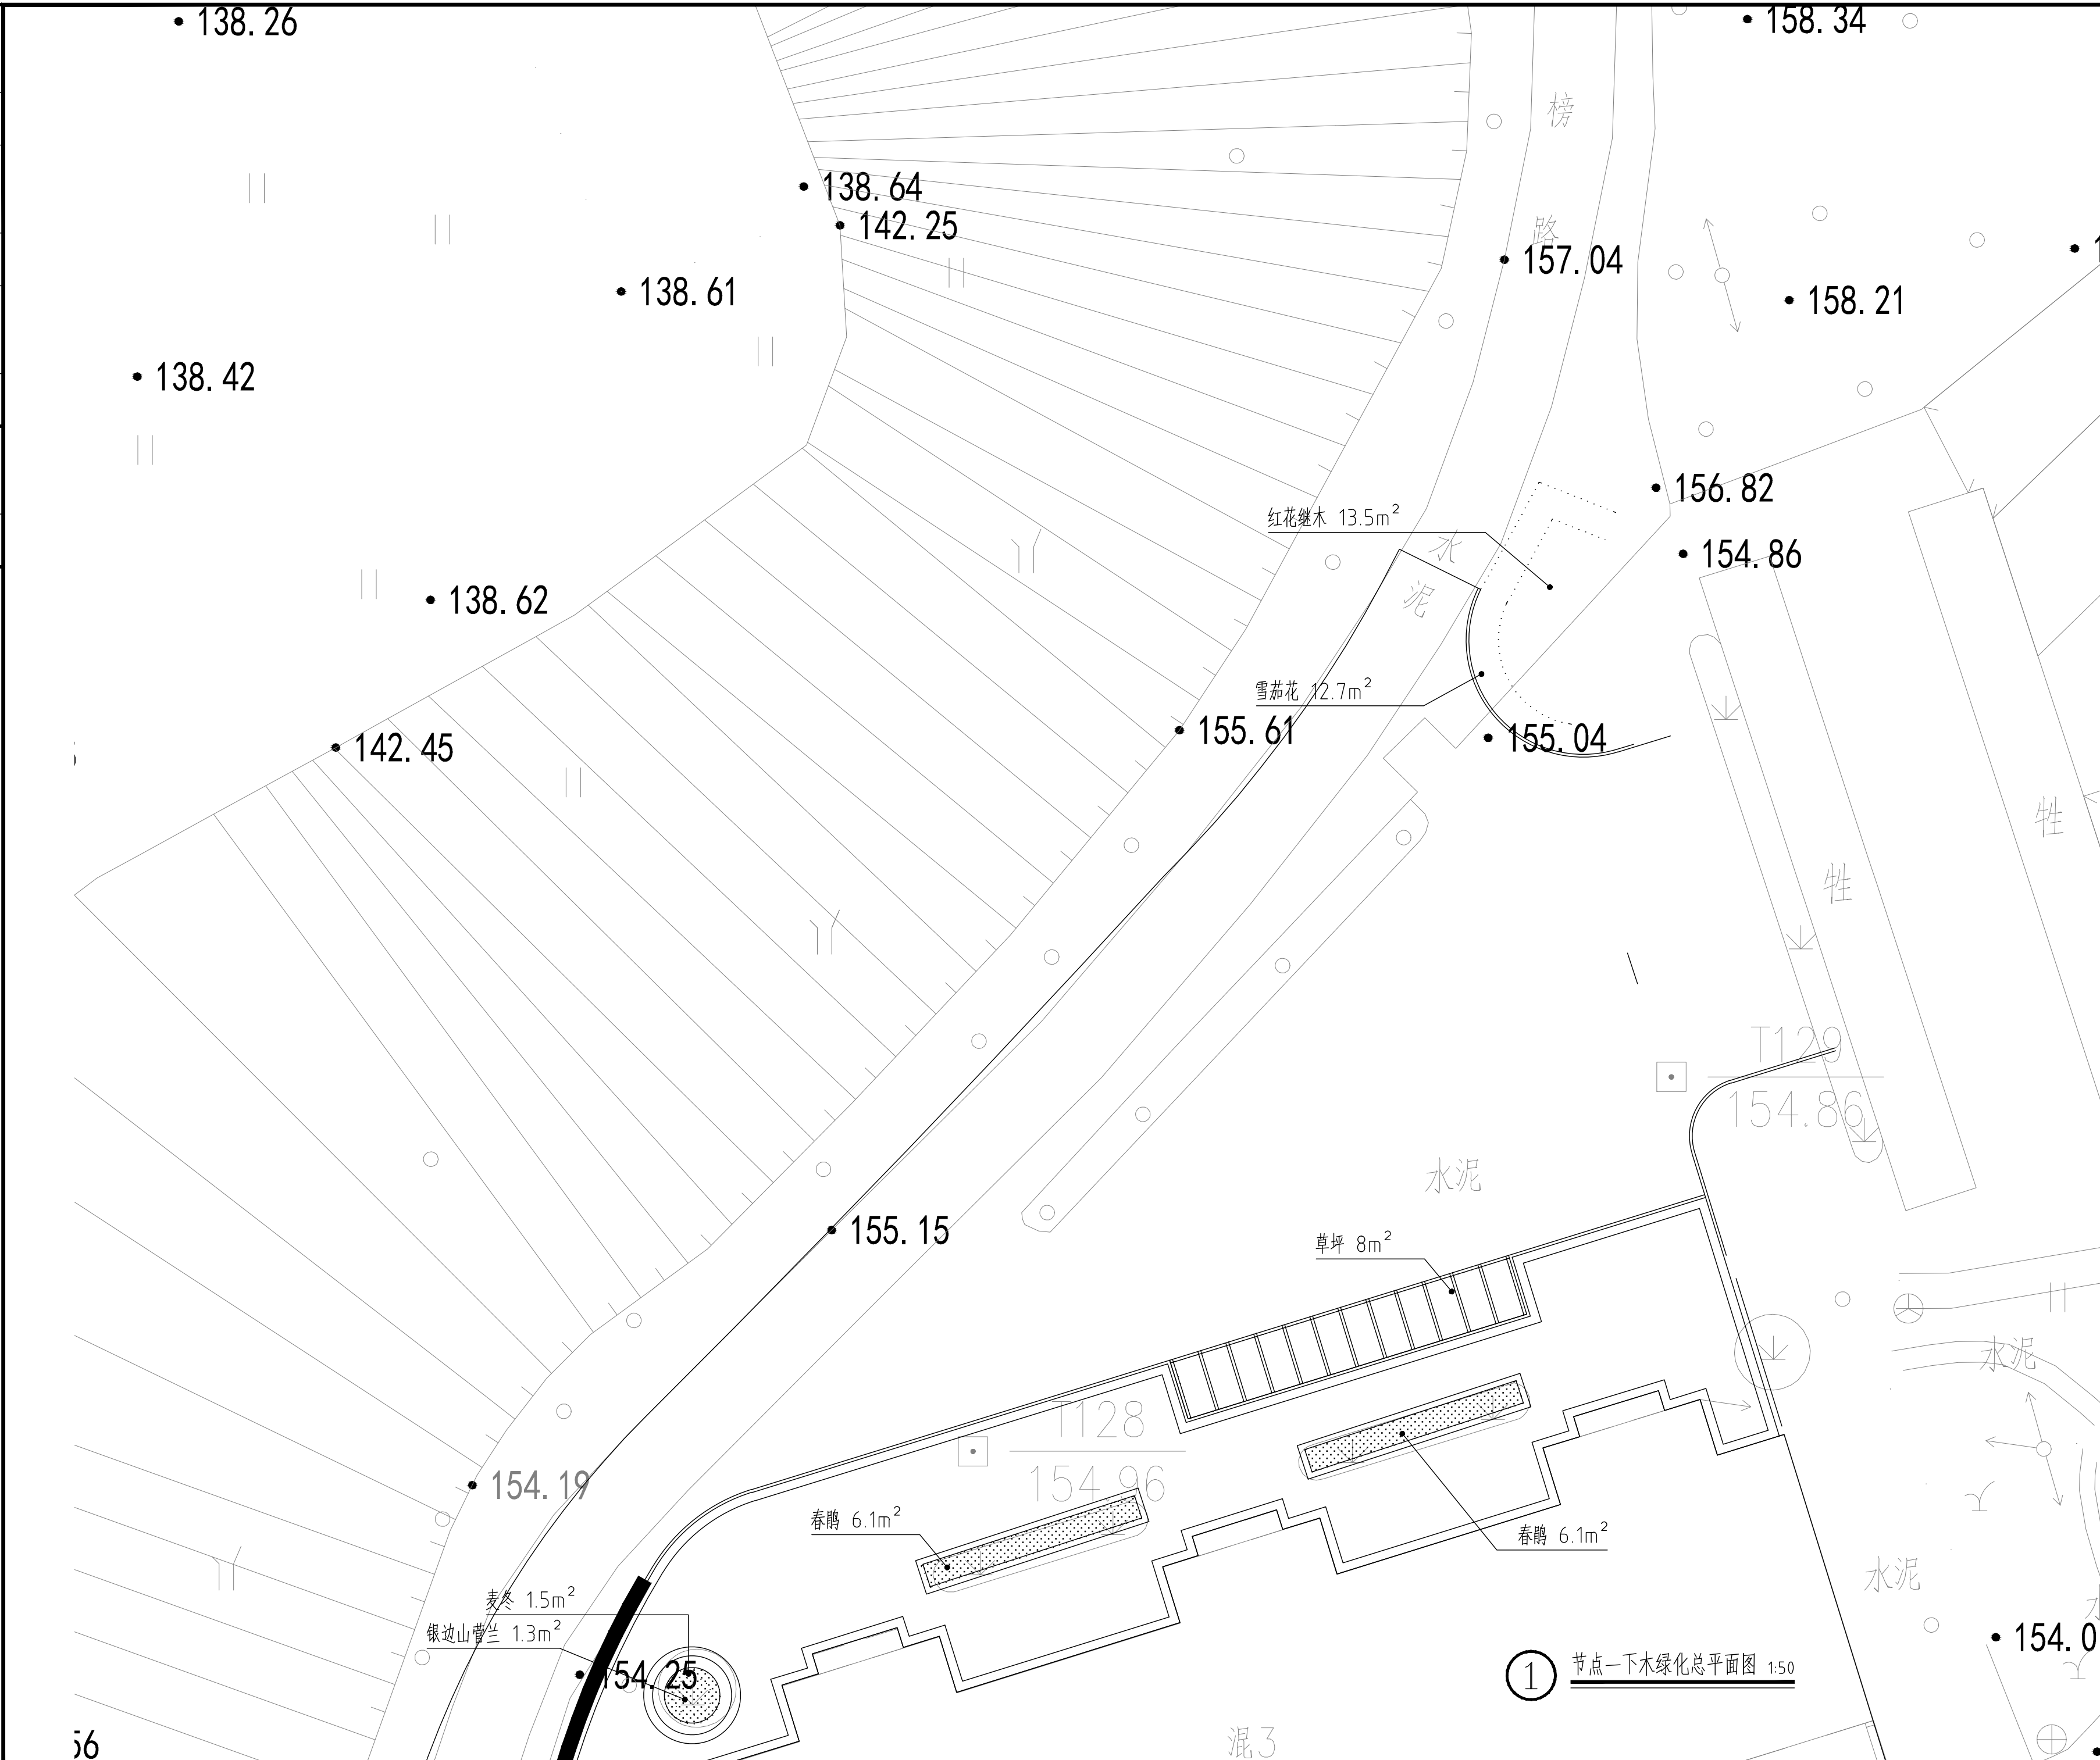 138.26
158.34
榜
138.64
142.25
路
157.04
138.61
158.21
138.42
156.82
红花继木 13.5m²
水
154.86
泥
138.62
雪茄花 12.7m²
155.61
155.04
142.45
牲
牲
T129
154.86
水泥
155.15
草坪 8m²
水泥
T128
154.96
154.19
春鹃 6.1m²
春鹃 6.1m²
水泥
麦冬 1.5m²
银边山菅兰 1.3m²
154.0
154.25
1
节点一下木绿化总平面图 1:50
混3